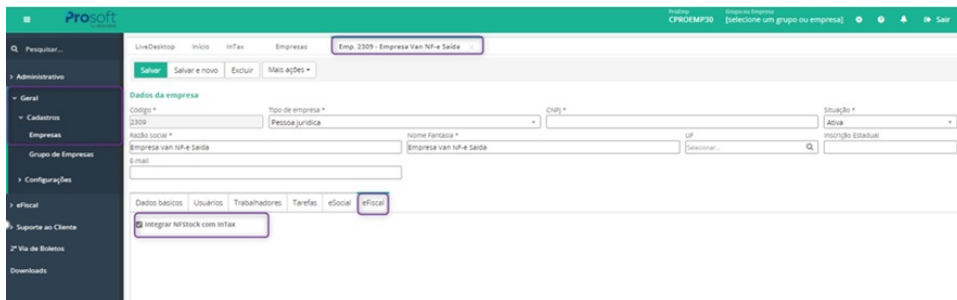 Prosoft
ProEmp
CPROEMP30
Grupo ou Empresa
[selecione um grupo ou empresa]
Sair
Pesquisar...
LiveDesktop Início InTax Empresas Emp. 2309 - Empresa Van NF-e Saída
Administrativo
Salvar Salvar e novo Excluir Mais ações
Geral
Cadastros
Empresas
Grupo de Empresas
Configurações
eFiscal
Suporte ao Cliente
2ª Via de Boletos
Downloads
Dados da empresa
Código * Tipo de empresa * CNPJ * Situação *
2309 Pessoa jurídica Ativa
Razão social * Nome Fantasia * UF Inscrição Estadual
Empresa Van NF-e Saída Empresa Van NF-e Saída Selecionar...
E-mail
Dados básicos Usuários Trabalhadores Tarefas eSocial eFiscal
Integrar NFStock com InTax